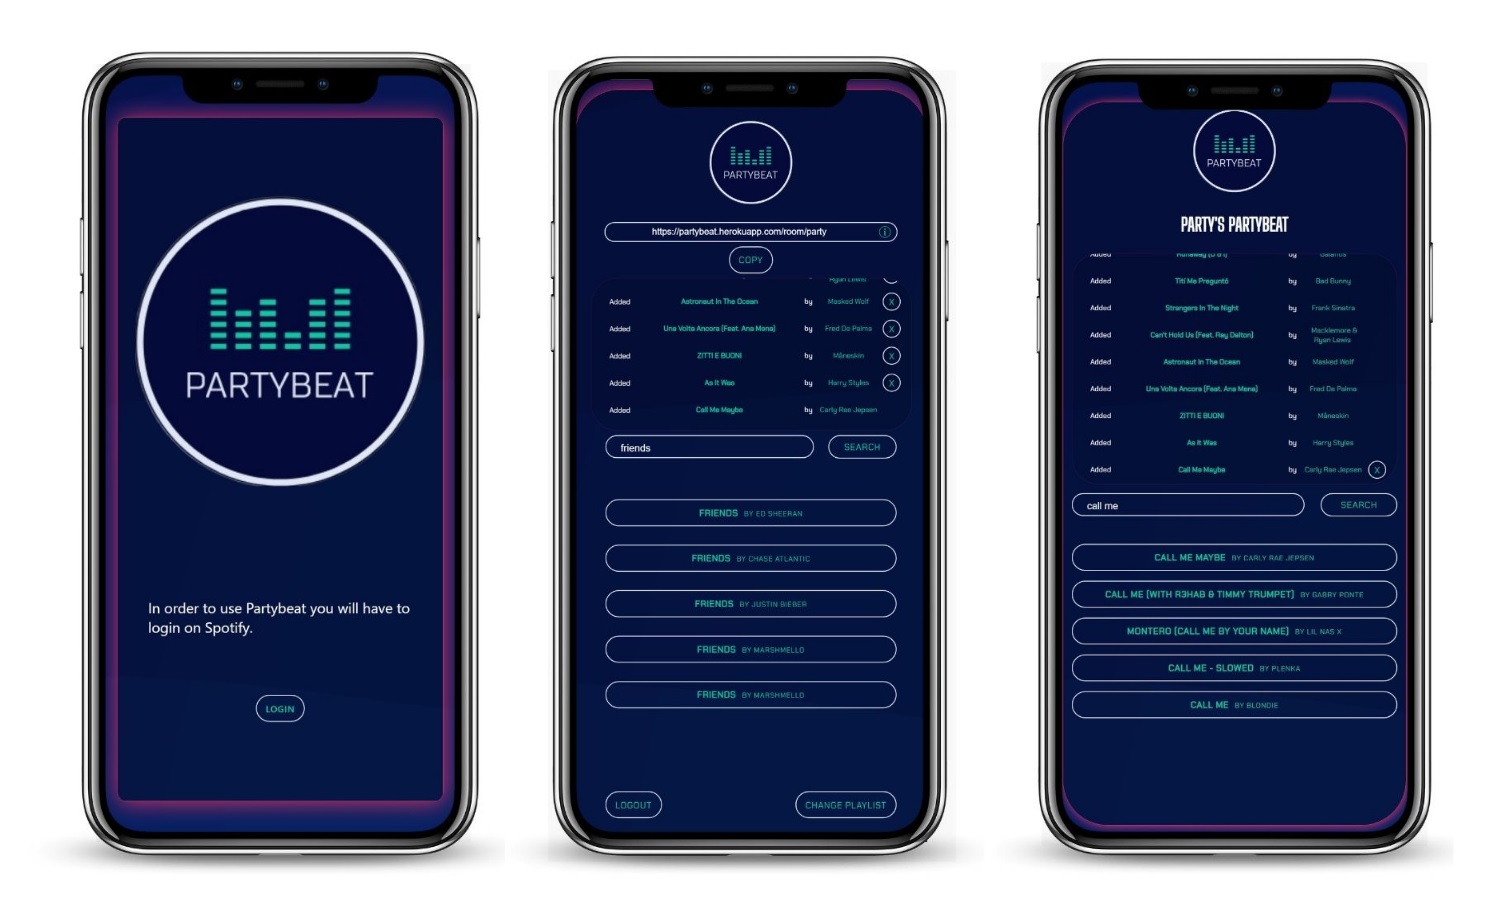 PARTYBEAT
In order to use Partybeat you will have to
login on Spotify.
LOGIN
PARTYBEAT
https://partybeat.herokuapp.com/room/party
COPY
Ryan Lewis
Added Astronaut In The Ocean by Masked Wolf X
Added Una Volta Ancora (Feat. Ana Mena) by Fred De Palma X
Added ZITTI E BUONI by Måneskin X
Added As It Was by Harry Styles X
Added Call Me Maybe by Carly Rae Jepsen
friends SEARCH
FRIENDS BY ED SHEERAN
FRIENDS BY CHASE ATLANTIC
FRIENDS BY JUSTIN BIEBER
FRIENDS BY MARSHMELLO
FRIENDS BY MARSHMELLO
LOGOUT CHANGE PLAYLIST
PARTYBEAT
PARTY'S PARTYBEAT
Added Runaway (U & I) by Galantis
Added Tití Me Preguntó by Bad Bunny
Added Strangers In The Night by Frank Sinatra
Added Can't Hold Us (Feat. Ray Dalton) by Macklemore &
Ryan Lewis
Added Astronaut In The Ocean by Masked Wolf
Added Una Volta Ancora (Feat. Ana Mena) by Fred De Palma
Added ZITTI E BUONI by Måneskin
Added As It Was by Harry Styles
Added Call Me Maybe by Carly Rae Jepsen X
call me SEARCH
CALL ME MAYBE BY CARLY RAE JEPSEN
CALL ME (WITH R3HAB & TIMMY TRUMPET) BY GABRY PONTE
MONTERO (CALL ME BY YOUR NAME) BY LIL NAS X
CALL ME - SLOWED BY PLENKA
CALL ME BY BLONDIE